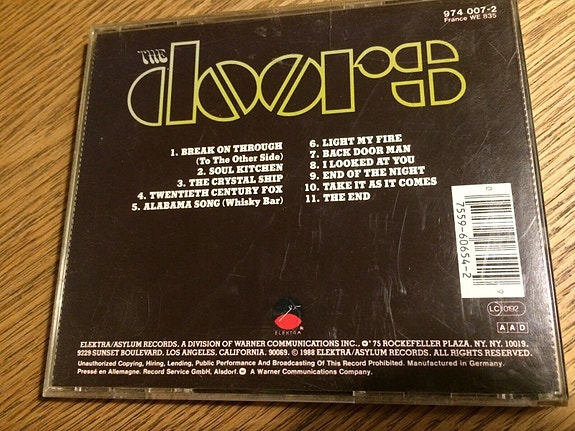 974 007-2
France WE 835
THE
doors
1. BREAK ON THROUGH
(To The Other Side)
2. SOUL KITCHEN
3. THE CRYSTAL SHIP
4. TWENTIETH CENTURY FOX
5. ALABAMA SONG (Whisky Bar)
6. LIGHT MY FIRE
7. BACK DOOR MAN
8. I LOOKED AT YOU
9. END OF THE NIGHT
10. TAKE IT AS IT COMES
11. THE END
0
7559-60654-2
2
LC 0192
A A D
ELEKTRA
ELEKTRA/ASYLUM RECORDS, A DIVISION OF WARNER COMMUNICATIONS INC., 75 ROCKEFELLER PLAZA, NY, NY. 10019,
9229 SUNSET BOULEVARD, LOS ANGELES, CALIFORNIA. 90069. © 1988 ELEKTRA/ASYLUM RECORDS. ALL RIGHTS RESERVED.
Unauthorized Copying, Hiring, Lending, Public Performance And Broadcasting Of This Record Prohibited. Manufactured in Germany.
Pressé en Allemagne. Record Service GmbH, Alsdorf. A Warner Communications Company.